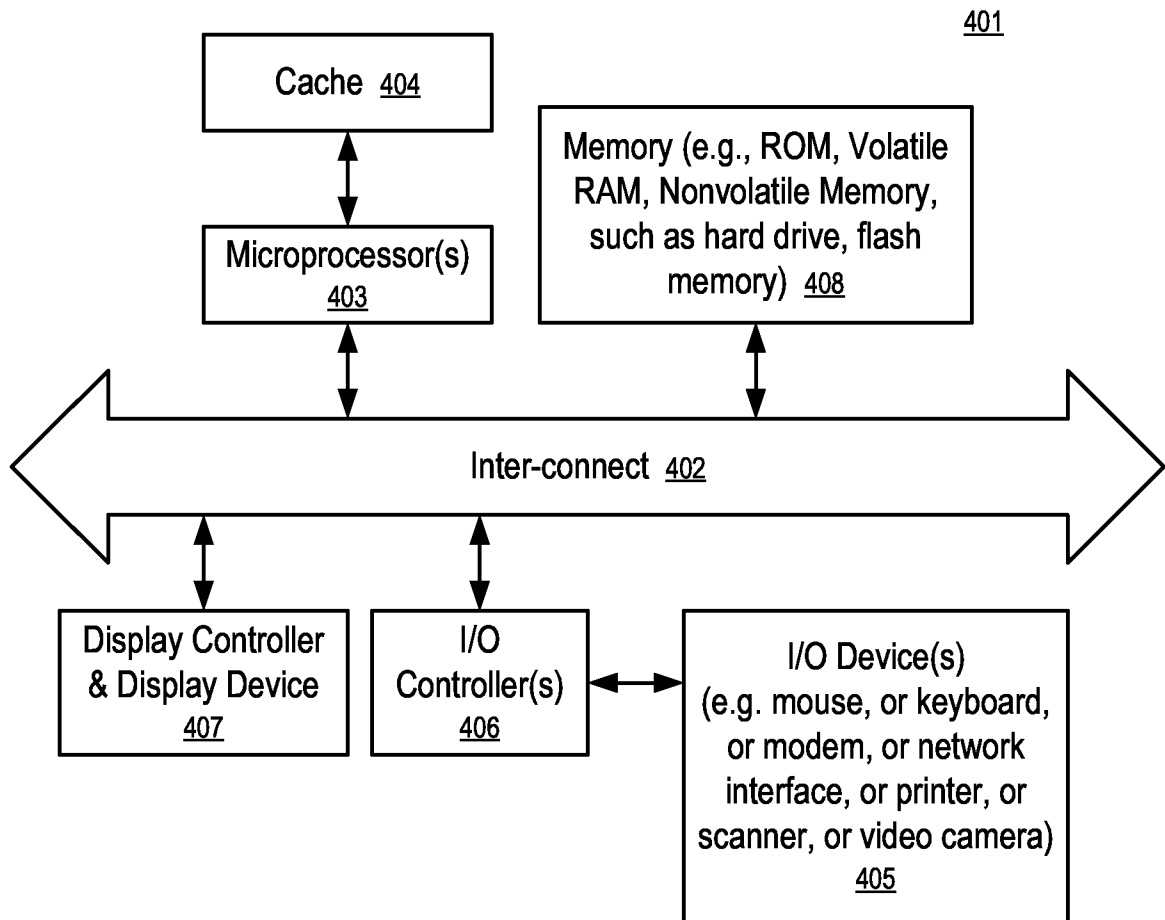 401
Cache 404
Memory (e.g., ROM, Volatile
RAM, Nonvolatile Memory,
such as hard drive, flash
memory) 408
Microprocessor(s)
403
Inter-connect 402
Display Controller
& Display Device
407
I/O
Controller(s)
406
I/O Device(s)
(e.g. mouse, or keyboard,
or modem, or network
interface, or printer, or
scanner, or video camera)
405